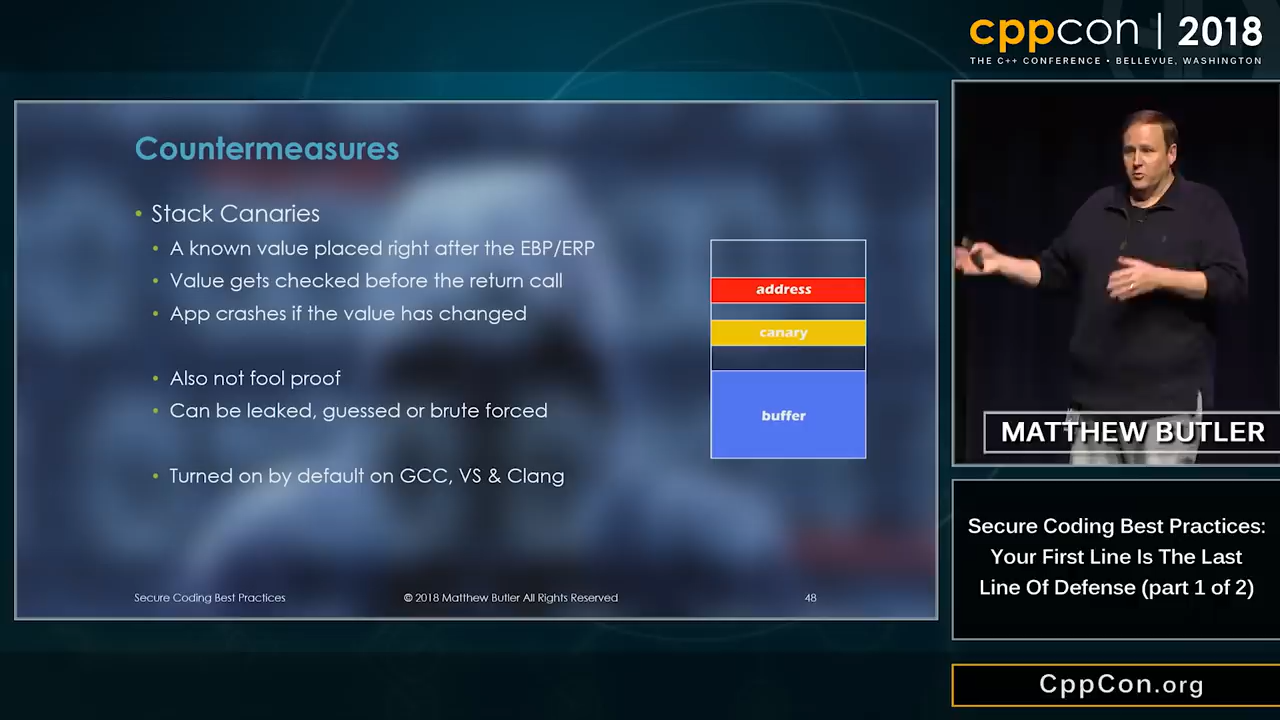 cppcon | 2018
THE C++ CONFERENCE • BELLEVUE, WASHINGTON
Countermeasures
• Stack Canaries
• A known value placed right after the EBP/ERP
• Value gets checked before the return call
• App crashes if the value has changed
• Also not fool proof
• Can be leaked, guessed or brute forced
• Turned on by default on GCC, VS & Clang
address
canary
buffer
Secure Coding Best Practices
© 2018 Matthew Butler All Rights Reserved
48
MATTHEW BUTLER
Secure Coding Best Practices:
Your First Line Is The Last
Line Of Defense (part 1 of 2)
CppCon.org